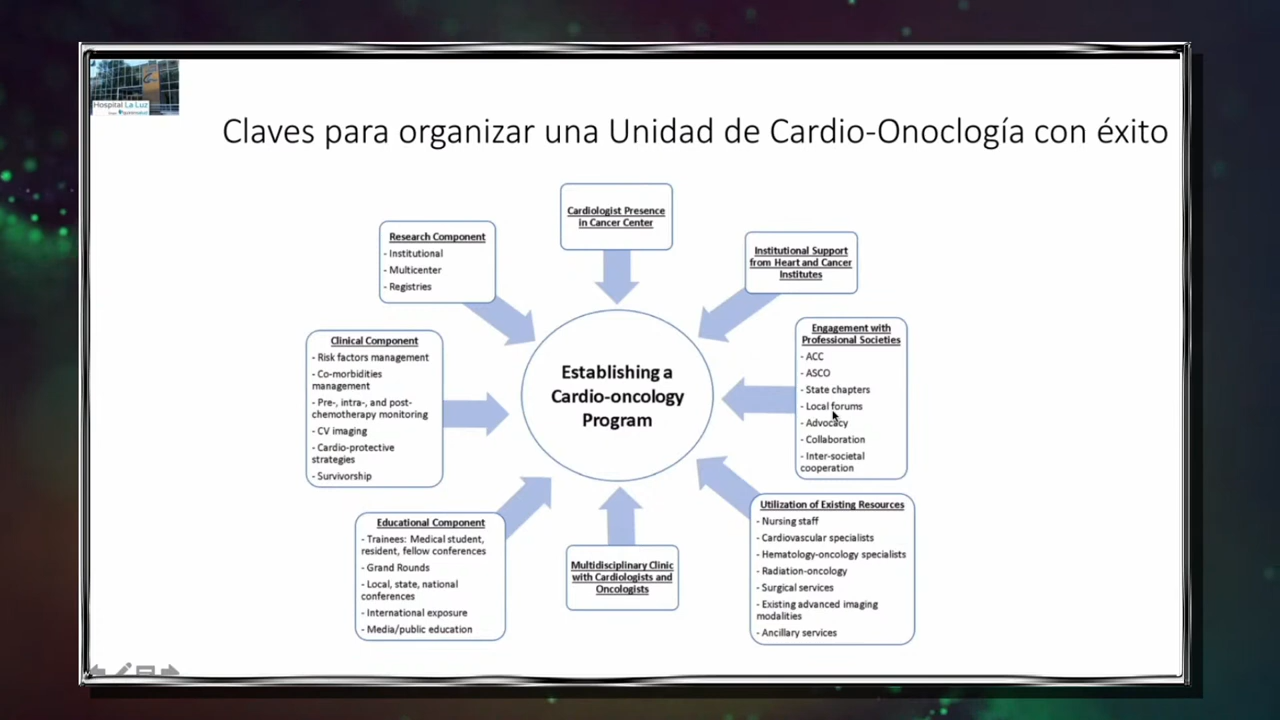 Hospital La Luz
Claves para organizar una Unidad de Cardio-Onoclogía con éxito
Cardiologist Presence
in Cancer Center
Institutional Support
from Heart and Cancer
Institutes
Engagement with
Professional Societies
- ACC
- ASCO
- State chapters
- Local forums
- Advocacy
- Collaboration
- Inter-societal
cooperation
Utilization of Existing Resources
- Nursing staff
- Cardiovascular specialists
- Hematology-oncology specialists
- Radiation-oncology
- Surgical services
- Existing advanced imaging
modalities
- Ancillary services
Multidisciplinary Clinic
with Cardiologists and
Oncologists
Educational Component
- Trainees: Medical student,
resident, fellow conferences
- Grand Rounds
- Local, state, national
conferences
- International exposure
- Media/public education
Clinical Component
- Risk factors management
- Co-morbidities
management
- Pre-, intra-, and post-
chemotherapy monitoring
- CV imaging
- Cardio-protective
strategies
- Survivorship
Research Component
- Institutional
- Multicenter
- Registries
Establishing a
Cardio-oncology
Program